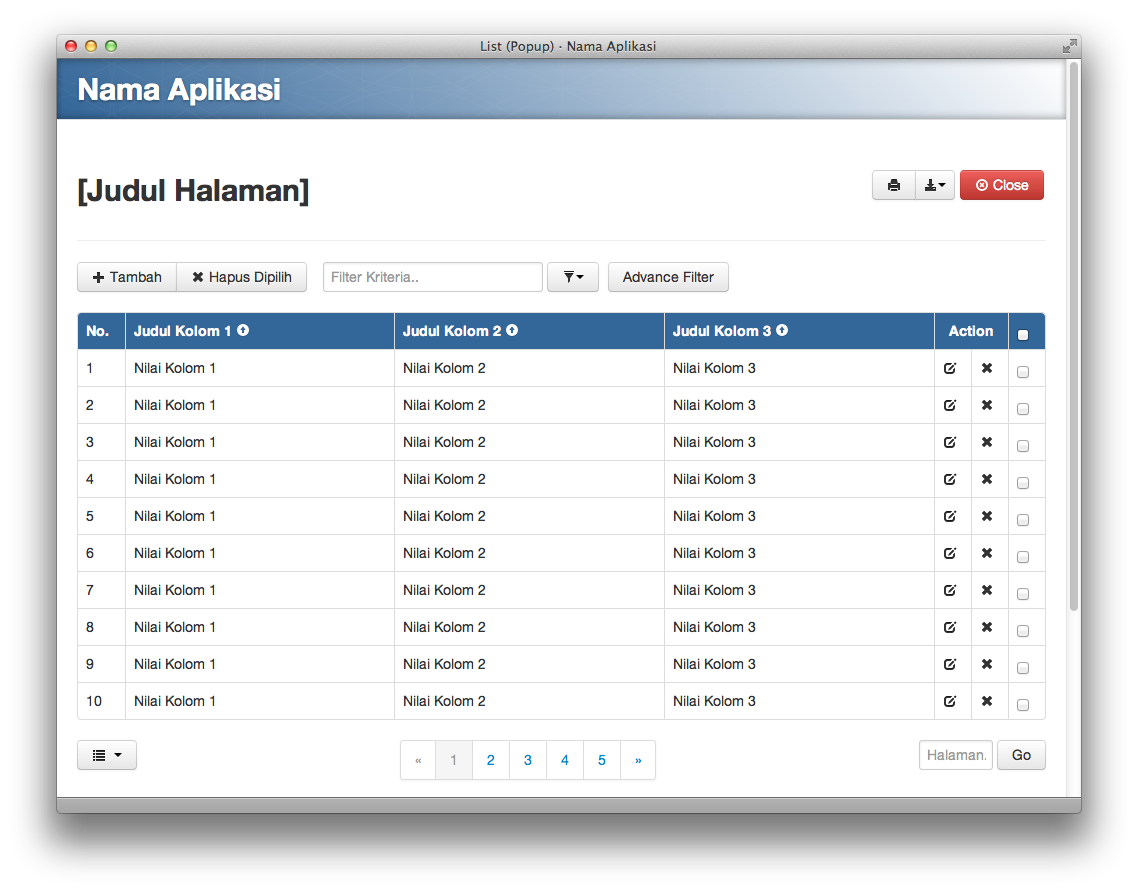 List (Popup) · Nama Aplikasi
Nama Aplikasi
[Judul Halaman]
Close
Tambah Hapus Dipilih Filter Kriteria.. Advance Filter
No. Judul Kolom 1 Judul Kolom 2 Judul Kolom 3 Action
1 Nilai Kolom 1 Nilai Kolom 2 Nilai Kolom 3
2 Nilai Kolom 1 Nilai Kolom 2 Nilai Kolom 3
3 Nilai Kolom 1 Nilai Kolom 2 Nilai Kolom 3
4 Nilai Kolom 1 Nilai Kolom 2 Nilai Kolom 3
5 Nilai Kolom 1 Nilai Kolom 2 Nilai Kolom 3
6 Nilai Kolom 1 Nilai Kolom 2 Nilai Kolom 3
7 Nilai Kolom 1 Nilai Kolom 2 Nilai Kolom 3
8 Nilai Kolom 1 Nilai Kolom 2 Nilai Kolom 3
9 Nilai Kolom 1 Nilai Kolom 2 Nilai Kolom 3
10 Nilai Kolom 1 Nilai Kolom 2 Nilai Kolom 3
« 1 2 3 4 5 » Halaman. Go